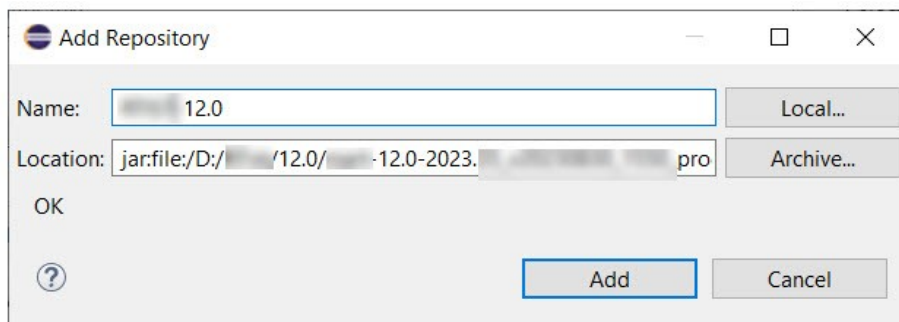 Add Repository
Name: 12.0 Local...
Location: jar:file:/D:/ /12.0/ -12.0-2023. pro Archive...
OK
Add Cancel